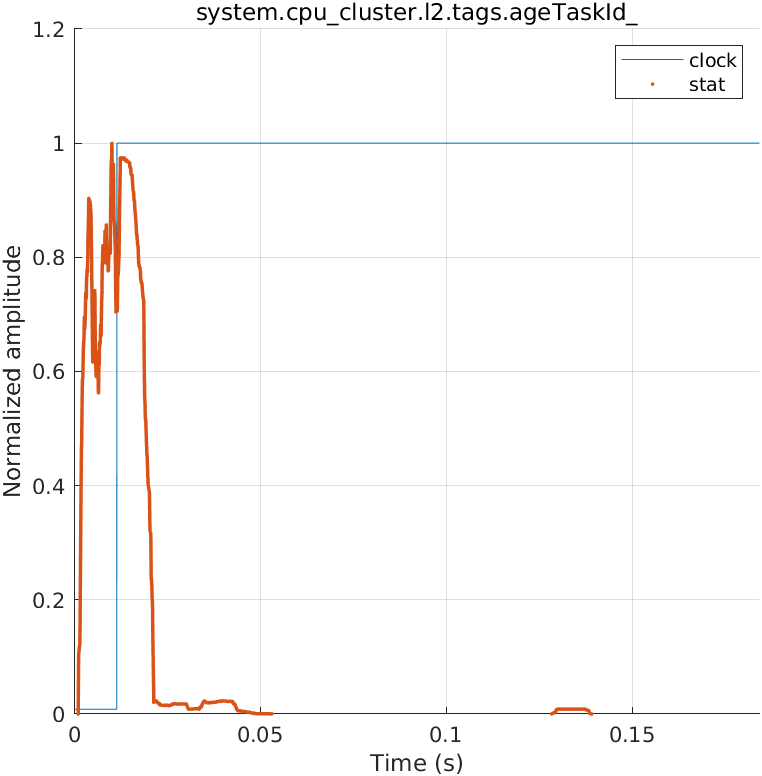 system.cpu_cluster.l2.tags.ageTaskId_
clock
stat
Normalized amplitude
1.2
1
0.8
0.6
0.4
0.2
0
0 0.05 0.1 0.15
Time (s)